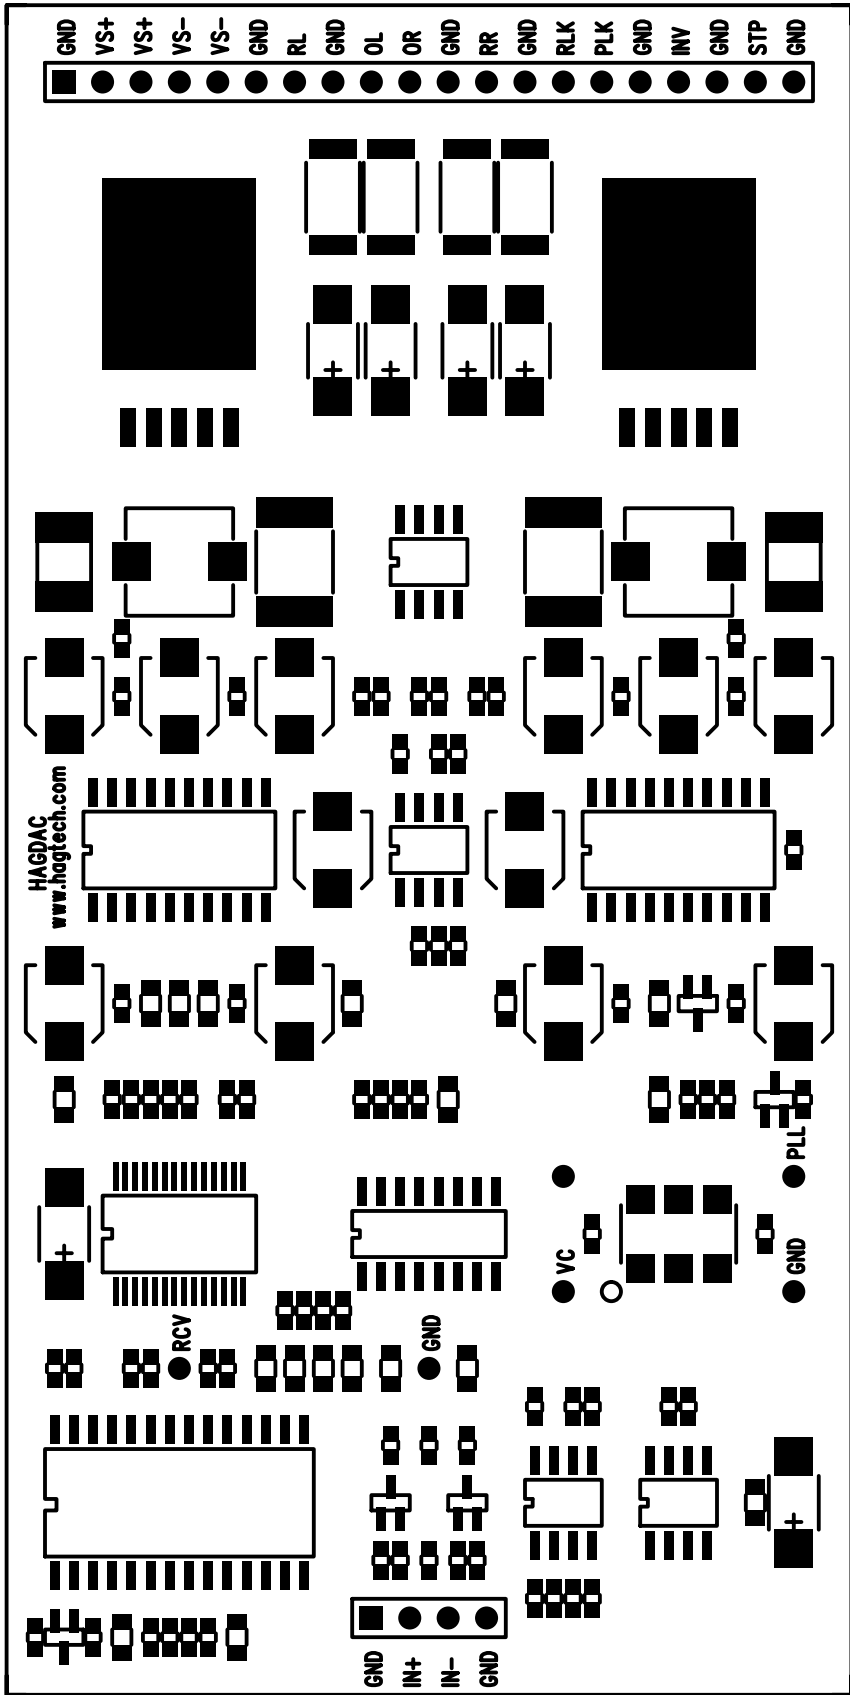 GND VS+ VS+ VS- VS- GND RL GND OL OR GND RR GND RLK PLK GND INV GND STP GND
+ + + +
HAGDAC
www.hagtech.com
PLL
+
VC
GND
RCV
GND
+
GND IN+ IN- GND